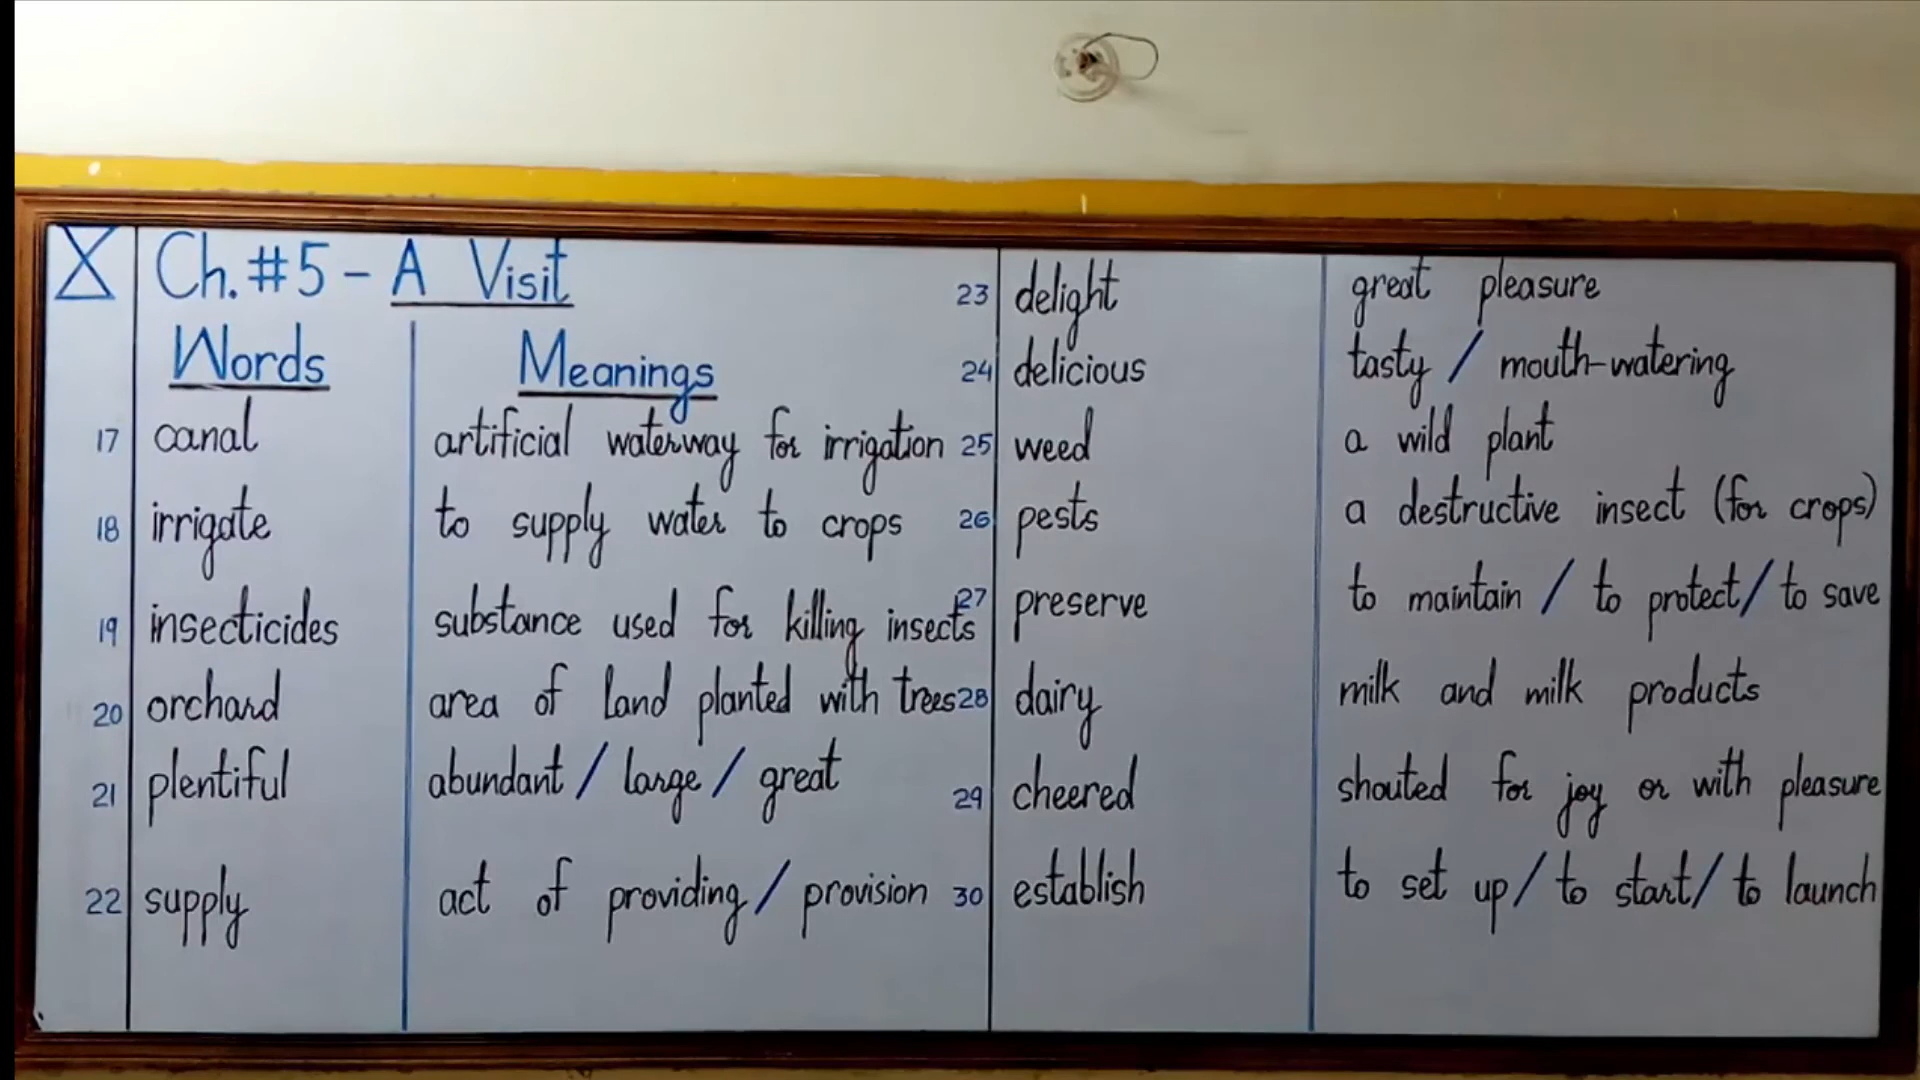 X Ch.#5 - A Visit
Words Meanings
17 canal artificial waterway for irrigation
18 irrigate to supply water to crops
19 insecticides substance used for killing insects
20 orchard area of land planted with trees
21 plentiful abundant / large / great
22 supply act of providing / provision
23 delight great pleasure
24 delicious tasty / mouth-watering
25 weed a wild plant
26 pests a destructive insect (for crops)
27 preserve to maintain / to protect / to save
28 dairy milk and milk products
29 cheered shouted for joy or with pleasure
30 establish to set up / to start / to launch